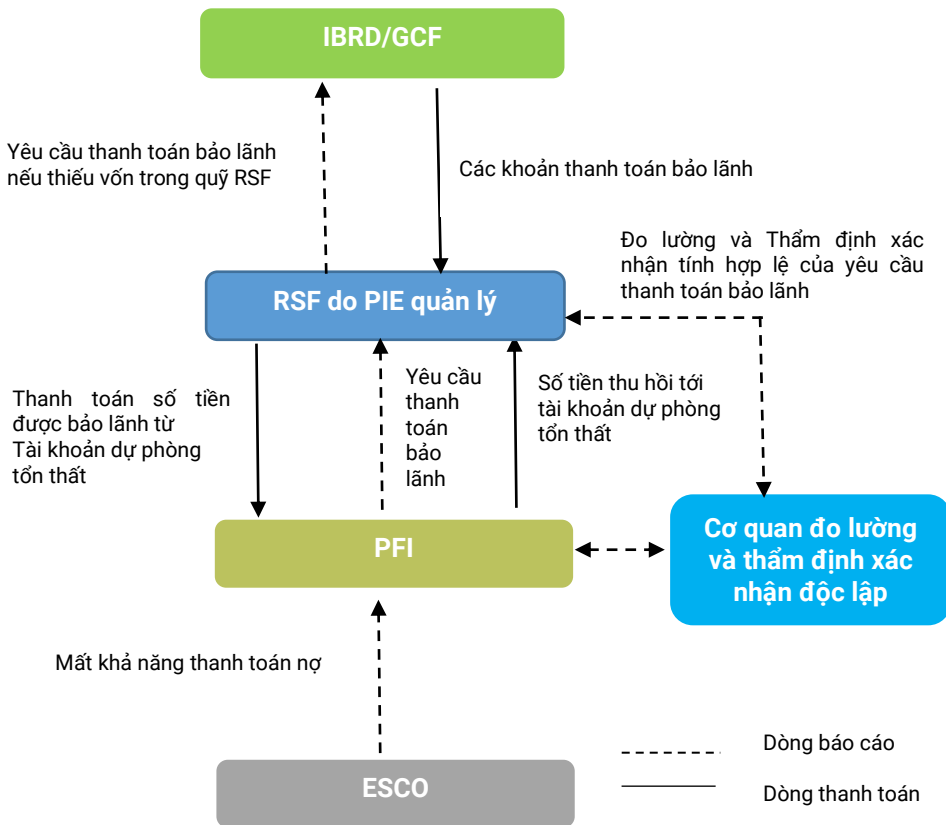 IBRD/GCF
Yêu cầu thanh toán bảo lãnh
nếu thiếu vốn trong quỹ RSF
Các khoản thanh toán bảo lãnh
Đo lường và Thẩm định xác
nhận tính hợp lệ của yêu cầu
thanh toán bảo lãnh
RSF do PIE quản lý
Thanh toán số tiền
được bảo lãnh từ
Tài khoản dự phòng
tổn thất
Yêu cầu
thanh
toán
bảo
lãnh
Số tiền thu hồi tới
tài khoản dự phòng
tổn thất
PFI
Cơ quan đo lường
và thẩm định xác
nhận độc lập
Mất khả năng thanh toán nợ
ESCO
Dòng báo cáo
Dòng thanh toán